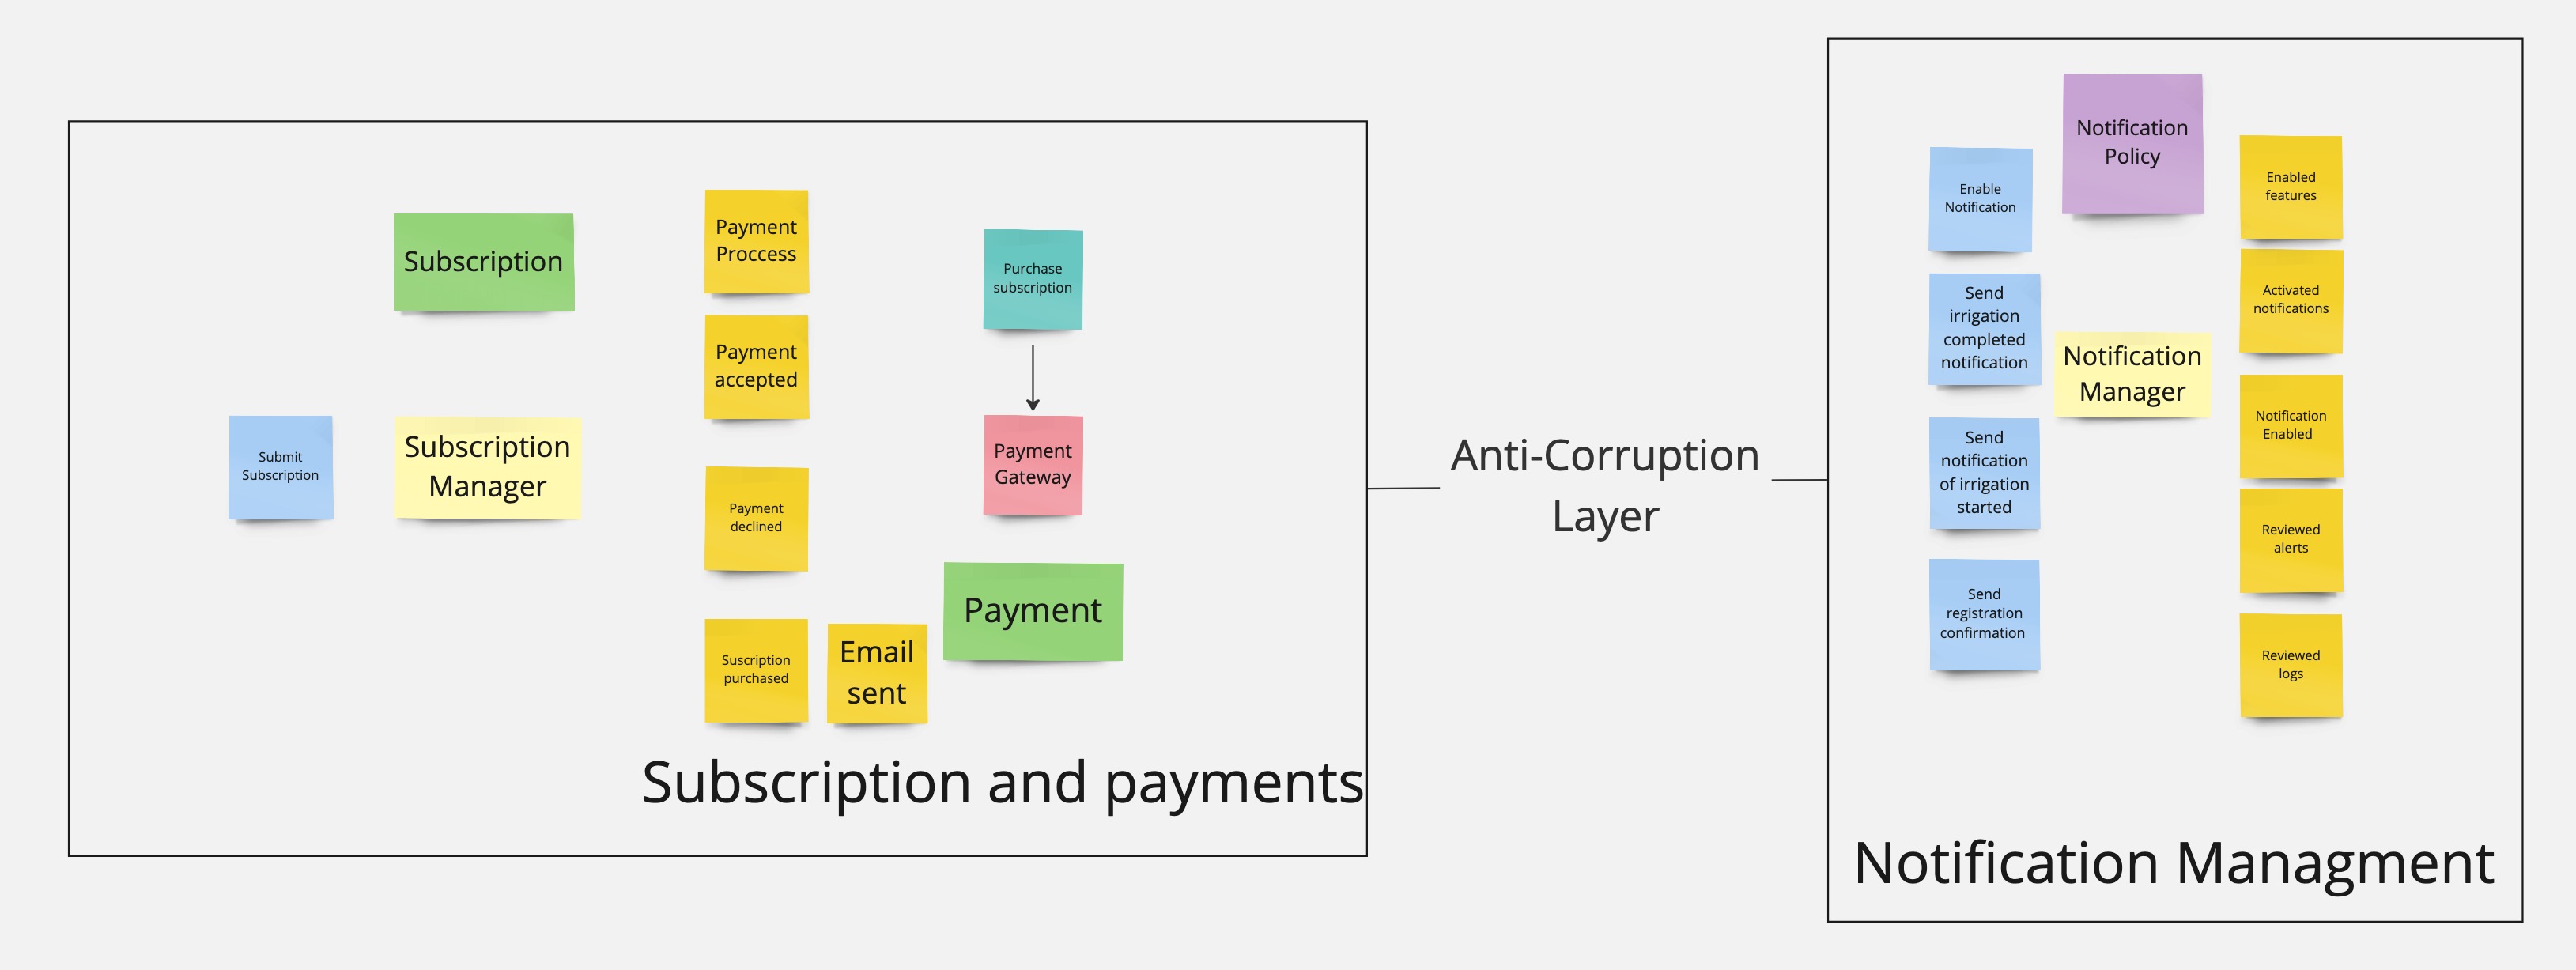 Subscription
Submit
Subscription
Subscription
Manager
Payment
Proccess
Payment
accepted
Payment
declined
Suscription
purchased
Email
sent
Purchase
subscription
Payment
Gateway
Payment
Subscription and payments
Anti-Corruption
Layer
Notification
Policy
Enable
Notification
Send
irrigation
completed
notification
Send
notification
of irrigation
started
Send
registration
confirmation
Notification
Manager
Enabled
features
Activated
notifications
Notification
Enabled
Reviewed
alerts
Reviewed
logs
Notification Managment